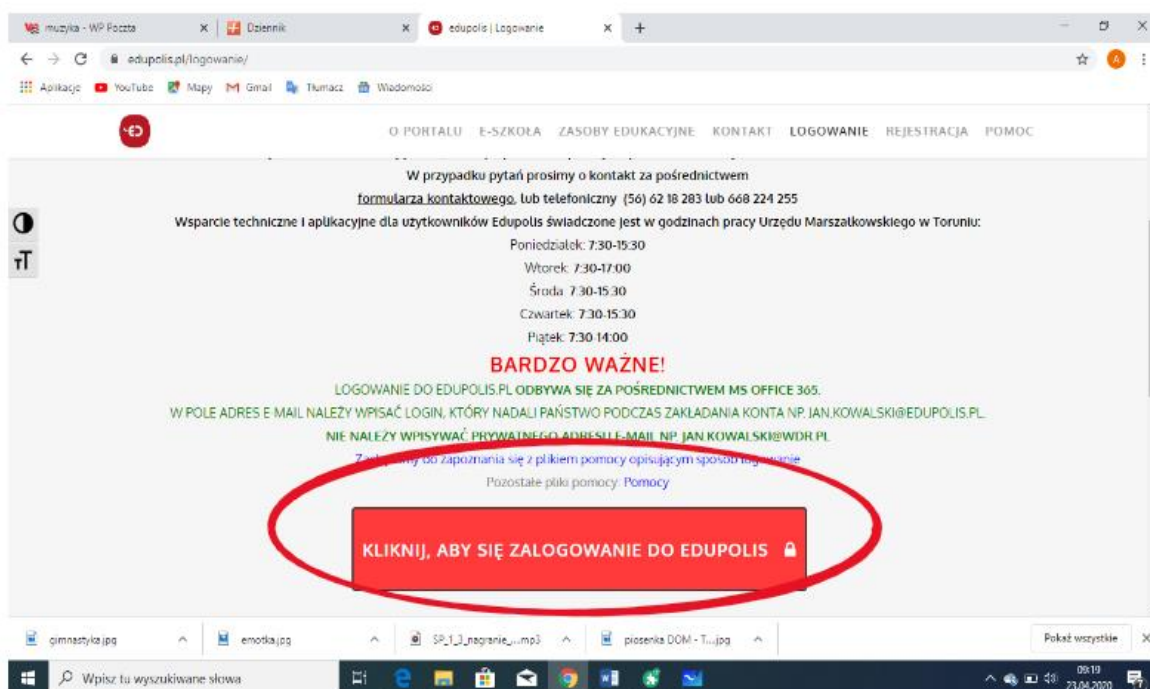 muzyka - WP Poczta
Dziennik
edupolis | Logowanie
edupolis.pl/logowanie/
A
Aplikacje YouTube Mapy Gmail Tłumacz Wiadomości
O PORTALU E-SZKOŁA ZASOBY EDUKACYJNE KONTAKT LOGOWANIE REJESTRACJA POMOC
W przypadku pytań prosimy o kontakt za pośrednictwem
formularza kontaktowego, lub telefoniczny (56) 62 18 283 lub 668 224 255
Wsparcie techniczne i aplikacyjne dla użytkowników Edupolis świadczone jest w godzinach pracy Urzędu Marszałkowskiego w Toruniu:
Poniedziałek: 7:30-15:30
Wtorek: 7:30-17:00
Środa: 7:30-15:30
Czwartek: 7:30-15:30
Piątek: 7:30-14:00
BARDZO WAŻNE!
LOGOWANIE DO EDUPOLIS.PL ODBYWA SIĘ ZA POŚREDNICTWEM MS OFFICE 365.
W POLE ADRES E-MAIL NALEŻY WPISAĆ LOGIN, KTÓRY NADALI PAŃSTWO PODCZAS ZAKŁADANIA KONTA NP. JAN.KOWALSKI@EDUPOLIS.PL.
NIE NALEŻY WPISYWAĆ PRYWATNEGO ADRESU E-MAIL NP. JAN.KOWALSKI@WDR.PL
do zapoznania się z plikiem pomocy opisującym sposób logowanie
Pozostałe pliki pomocy: Pomocy
KLIKNIJ, ABY SIĘ ZALOGOWANIE DO EDUPOLIS
gimnastyka.jpg
emotka.jpg
SP_1_3_nagranie_....mp3
piosenka DOM - T....jpg
Pokaż wszystkie
Wpisz tu wyszukiwane słowa
09:19
23.04.2020